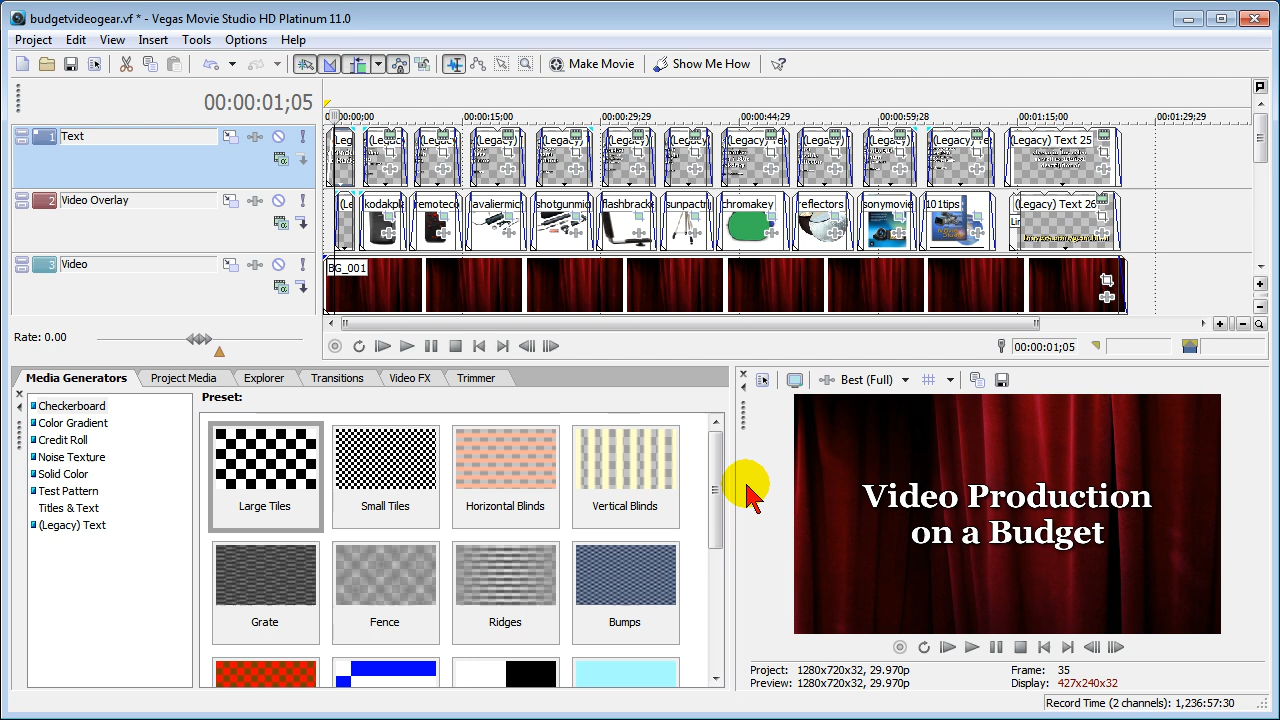 budgetvideogear.vf * - Vegas Movie Studio HD Platinum 11.0
Project Edit View Insert Tools Options Help
Make Movie Show Me How
00:00:01;05
00:00:15;00 00:00:29;29 00:00:44;29 00:00:59;28 00:01:15;00 00:01:29;29
1 Text
(Legacy) Text 25
2 Video Overlay
kodakpl remoteco avaliermic shotgunmic flashbracke sunpactri chromakey reflectors sonymovie 101tips (Legacy) Text 26
3 Video
BG_001
Rate: 0.00
00:00:01;05
Media Generators Project Media Explorer Transitions Video FX Trimmer
Best (Full)
Preset:
Checkerboard
Color Gradient
Credit Roll
Noise Texture
Solid Color
Test Pattern
Titles & Text
(Legacy) Text
Large Tiles Small Tiles Horizontal Blinds Vertical Blinds
Grate Fence Ridges Bumps
Video Production
on a Budget
Project: 1280x720x32, 29.970p Frame: 35
Preview: 1280x720x32, 29.970p Display: 427x240x32
Record Time (2 channels): 1,236:57:30